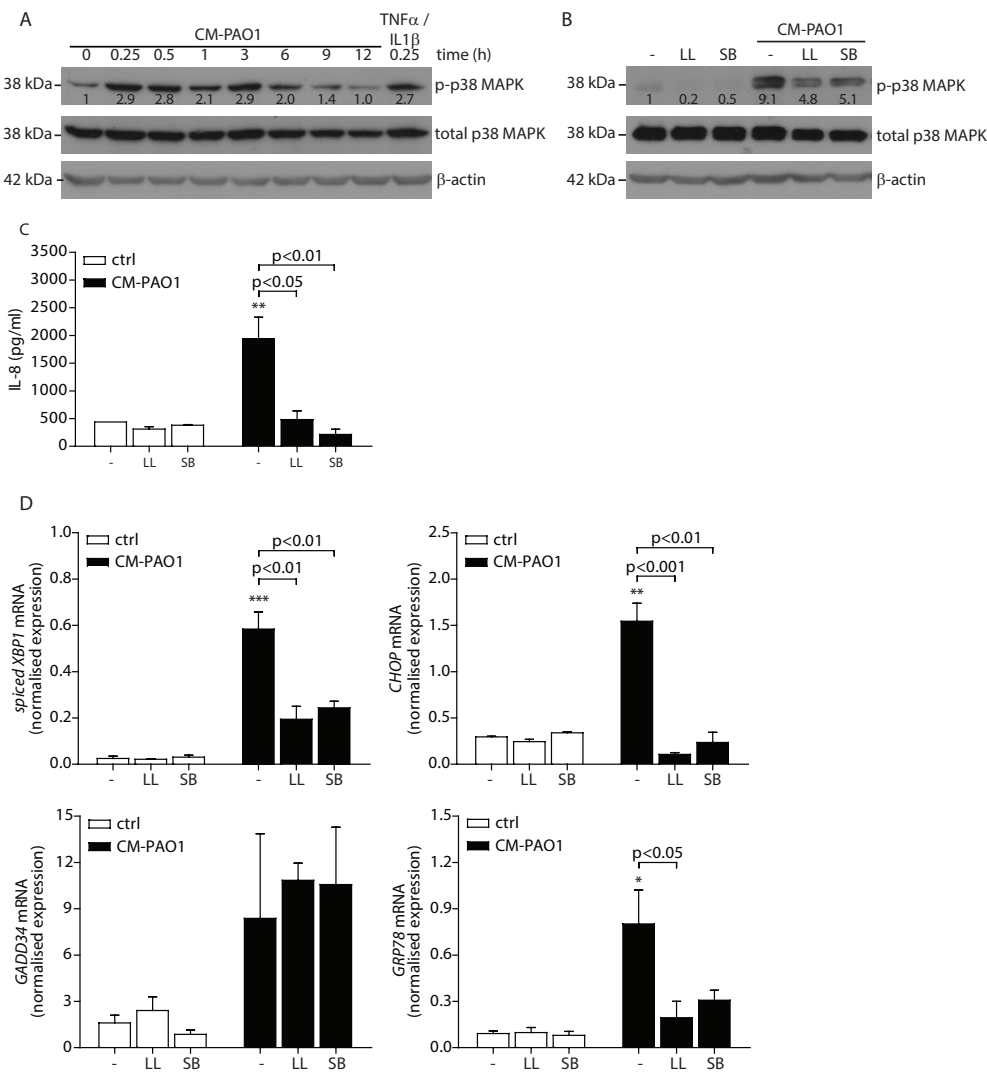 A
CM-PAO1
TNFα /
IL1β
0 0.25 0.5 1 3 6 9 12 0.25 time (h)
38 kDa p-p38 MAPK
1 2.9 2.8 2.1 2.9 2.0 1.4 1.0 2.7
38 kDa total p38 MAPK
42 kDa β-actin
B
CM-PAO1
- LL SB - LL SB
38 kDa p-p38 MAPK
1 0.2 0.5 9.1 4.8 5.1
38 kDa total p38 MAPK
42 kDa β-actin
C
IL-8 (pg/ml)
3500
3000
2500
2000
1500
1000
500
0
ctrl
CM-PAO1
p<0.01
p<0.05
**
- LL SB - LL SB
D
spiced XBP1 mRNA
(normalised expression)
1.0
0.8
0.6
0.4
0.2
0.0
ctrl
CM-PAO1
p<0.01
p<0.01
***
- LL SB - LL SB
CHOP mRNA
(normalised expression)
2.5
2.0
1.5
1.0
0.5
0.0
ctrl
CM-PAO1
p<0.01
p<0.001
**
- LL SB - LL SB
GADD34 mRNA
(normalised expression)
15
12
9
6
3
0
ctrl
CM-PAO1
- LL SB - LL SB
GRP78 mRNA
(normalised expression)
1.5
1.2
0.9
0.6
0.3
0.0
ctrl
CM-PAO1
p<0.05
*
- LL SB - LL SB